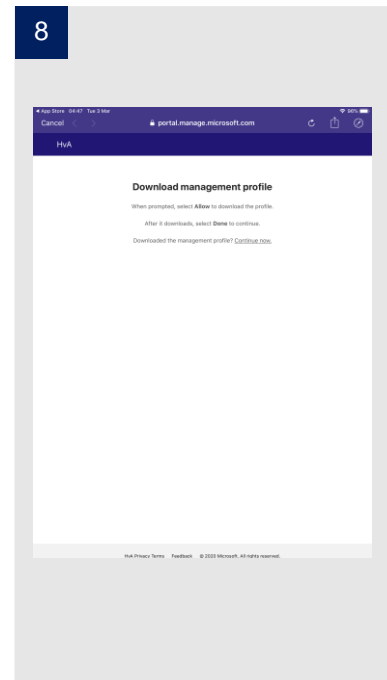 8
App Store 04:47 Tue 3 Mar
Cancel portal.manage.microsoft.com
HvA
Download management profile
When prompted, select Allow to download the profile.
After it downloads, select Done to continue.
Downloaded the management profile? Continue now.
HvA Privacy Terms Feedback © 2020 Microsoft. All rights reserved.